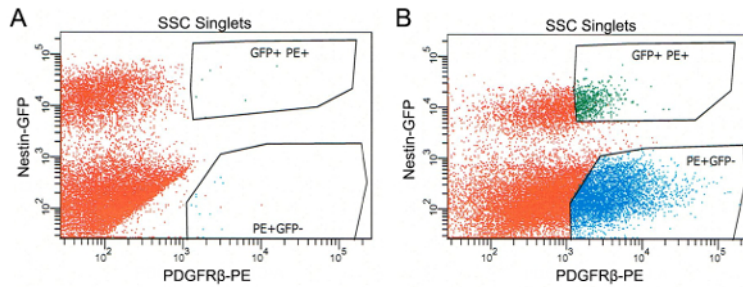 A
SSC Singlets
GFP+ PE+
PE+GFP-
Nestin-GFP
10^5
10^4
10^3
10^2
10^2
10^3
10^4
10^5
PDGFRβ-PE
B
SSC Singlets
GFP+ PE+
PE+GFP-
Nestin-GFP
10^5
10^4
10^3
10^2
10^2
10^3
10^4
10^5
PDGFRβ-PE